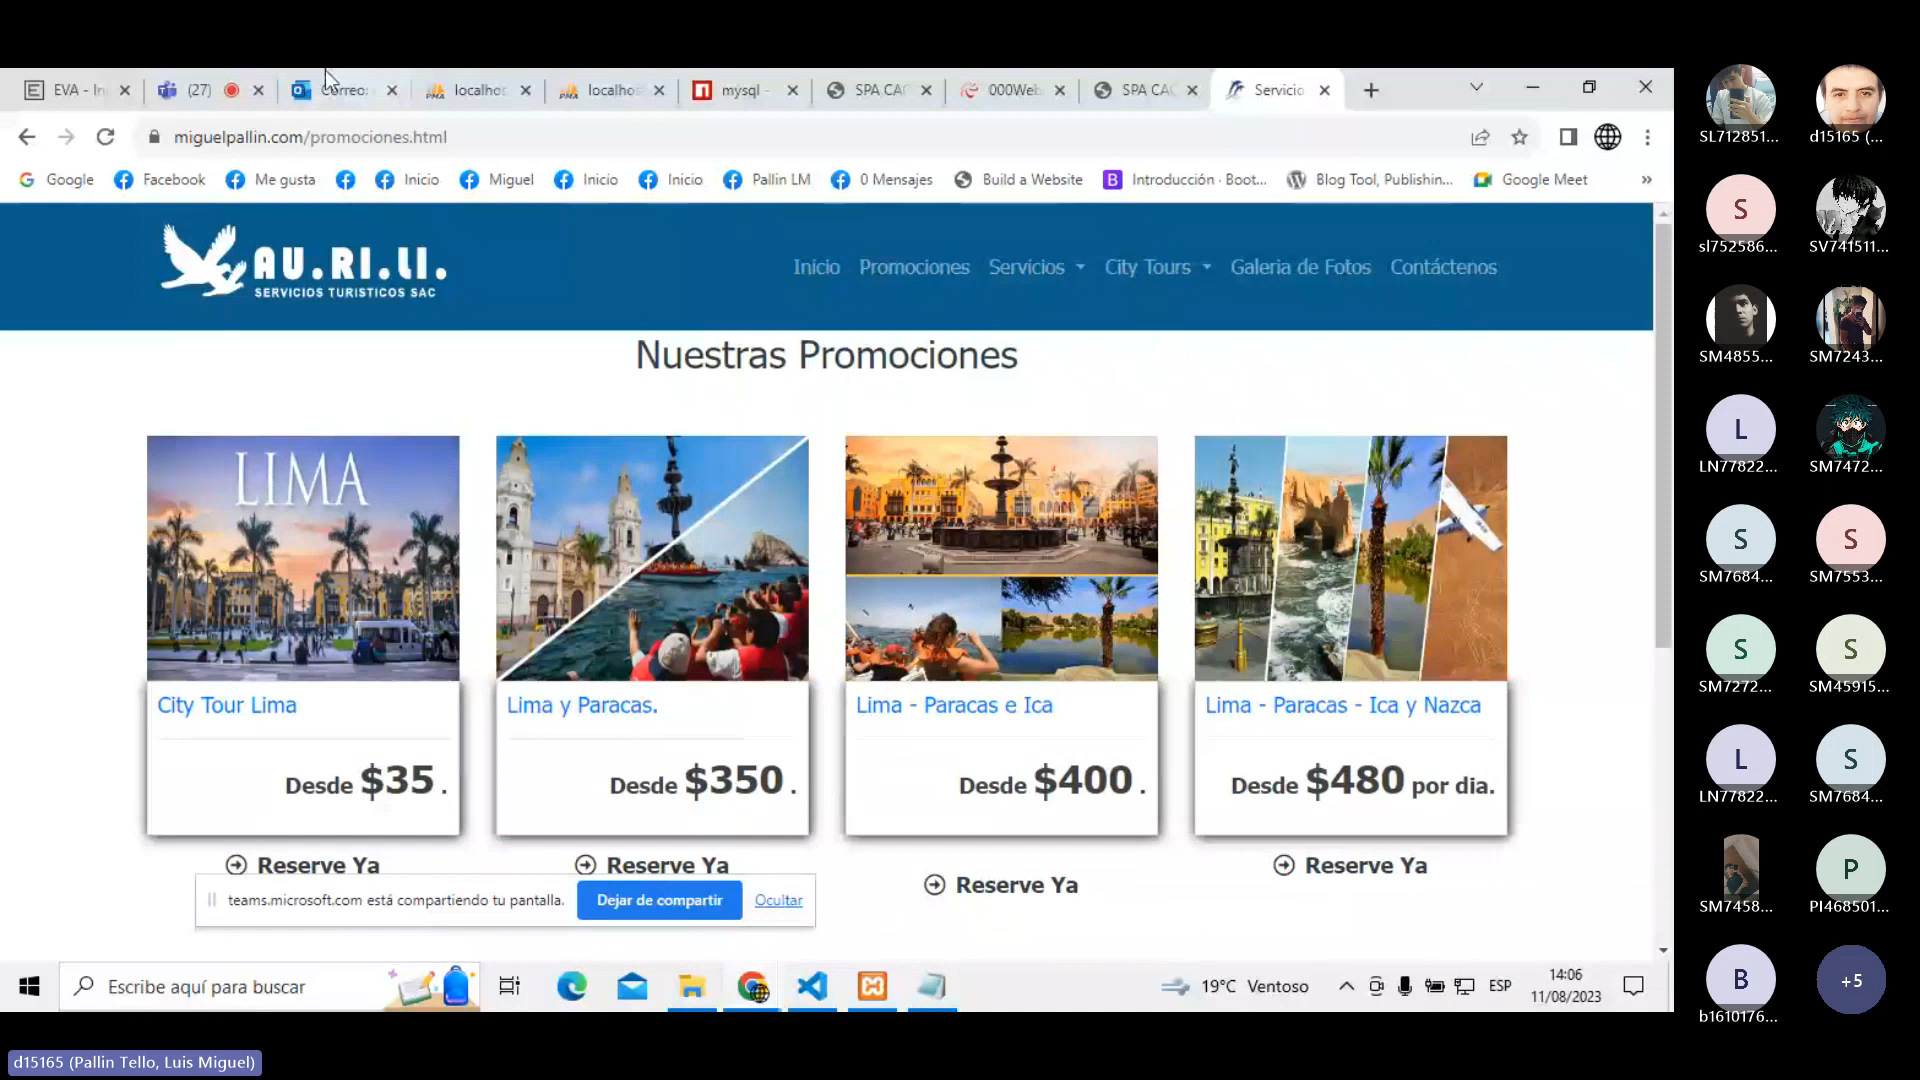 EVA - In
(27)
Correo:
localhos
localhos
mysql -
SPA CAC
000Web
SPA CAC
Servicio
miguelpallin.com/promociones.html
Google
Facebook
Me gusta
Inicio
Miguel
Inicio
Inicio
Pallin LM
0 Mensajes
Build a Website
Introducción · Boot...
Blog Tool, Publishin...
Google Meet
»
AU.RI.LI.
SERVICIOS TURISTICOS SAC
Inicio
Promociones
Servicios
City Tours
Galeria de Fotos
Contáctenos
Nuestras Promociones
LIMA
City Tour Lima
Desde $35 .
Reserve Ya
Lima y Paracas.
Desde $350 .
Reserve Ya
Lima - Paracas e Ica
Desde $400 .
Reserve Ya
Lima - Paracas - Ica y Nazca
Desde $480 por dia.
Reserve Ya
teams.microsoft.com está compartiendo tu pantalla.
Dejar de compartir
Ocultar
Escribe aquí para buscar
19°C Ventoso
ESP
14:06
11/08/2023
SL712851...
d15165 (...
S
sl752586...
SV741511...
SM4855...
SM7243...
L
LN77822...
SM7472...
S
SM7684...
S
SM7553...
S
SM7272...
S
SM45915...
L
LN77822...
S
SM7684...
SM7458...
P
PI468501...
B
b1610176...
+5
d15165 (Pallin Tello, Luis Miguel)